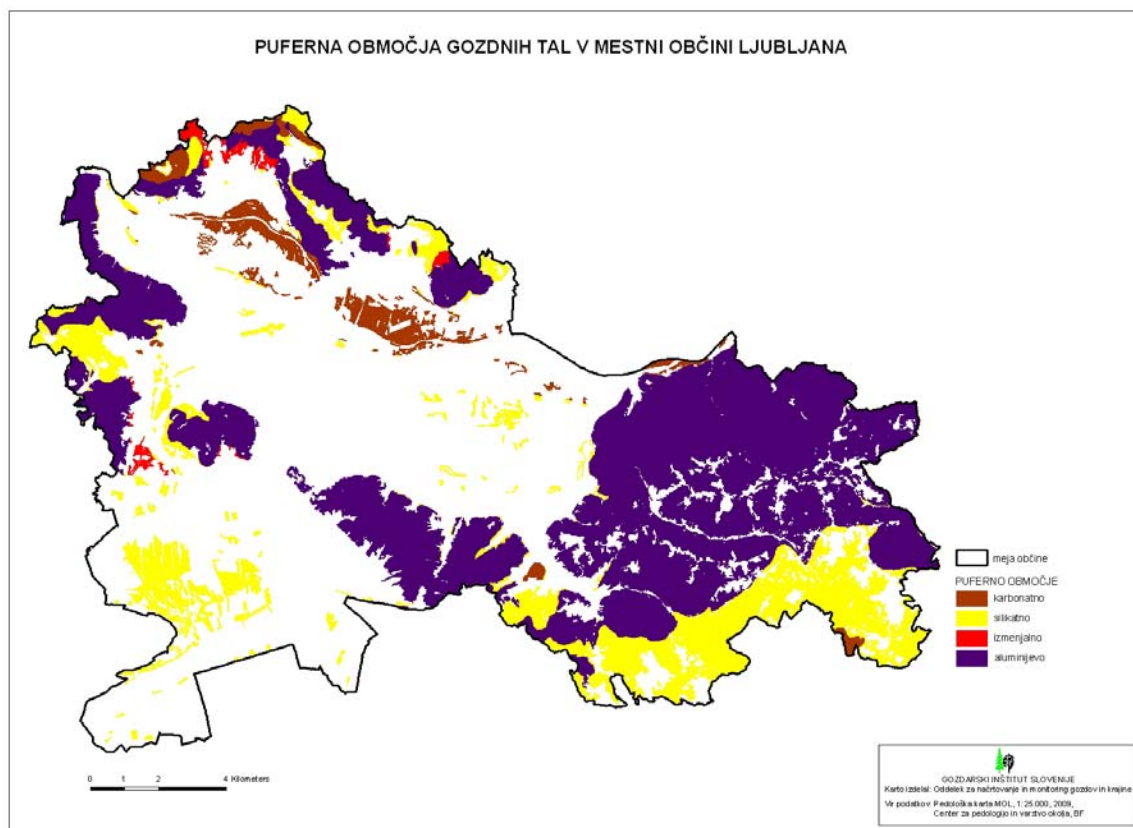 PUFERNA OBMOČJA GOZDNIH TAL V MESTNI OBČINI LJUBLJANA
meja občine
PUFERNO OBMOČJE
karbonatno
silikatno
izmenjalno
aluminijevo
0 1 2 4 Kilometers
GOZDARSKI INŠTITUT SLOVENIJE
Karto izdelal: Oddelek za načrtovanje in monitoring gozdov in krajine
Vir podatkov: Pedološka karta MOL, 1:25.000, 2009,
Center za pedologijo in varstvo okolja, BF